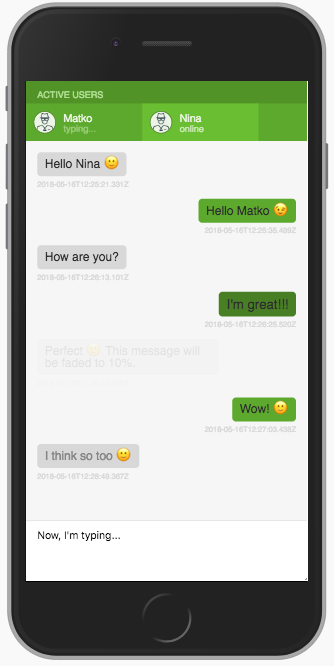 ACTIVE USERS
Matko
typing...
Nina
online
Hello Nina 🙂
2018-05-16T12:25:21.331Z
Hello Matko 😉
2018-05-16T12:25:35.499Z
How are you?
2018-05-16T12:26:13.101Z
I'm great!!!
2018-05-16T12:26:25.520Z
Perfect 🙂 This message will
be faded to 10%.
Wow! 🙂
2018-05-16T12:27:03.438Z
I think so too 🙂
2018-05-16T12:28:48.367Z
Now, I'm typing...